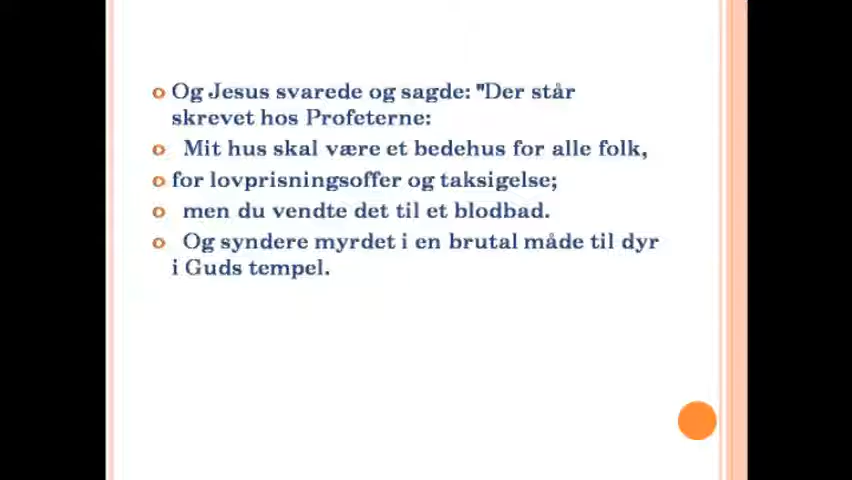 Og Jesus svarede og sagde: "Der står
skrevet hos Profeterne:
Mit hus skal være et bedehus for alle folk,
for lovprisningsoffer og taksigelse;
men du vendte det til et blodbad.
Og syndere myrdet i en brutal måde til dyr
i Guds tempel.